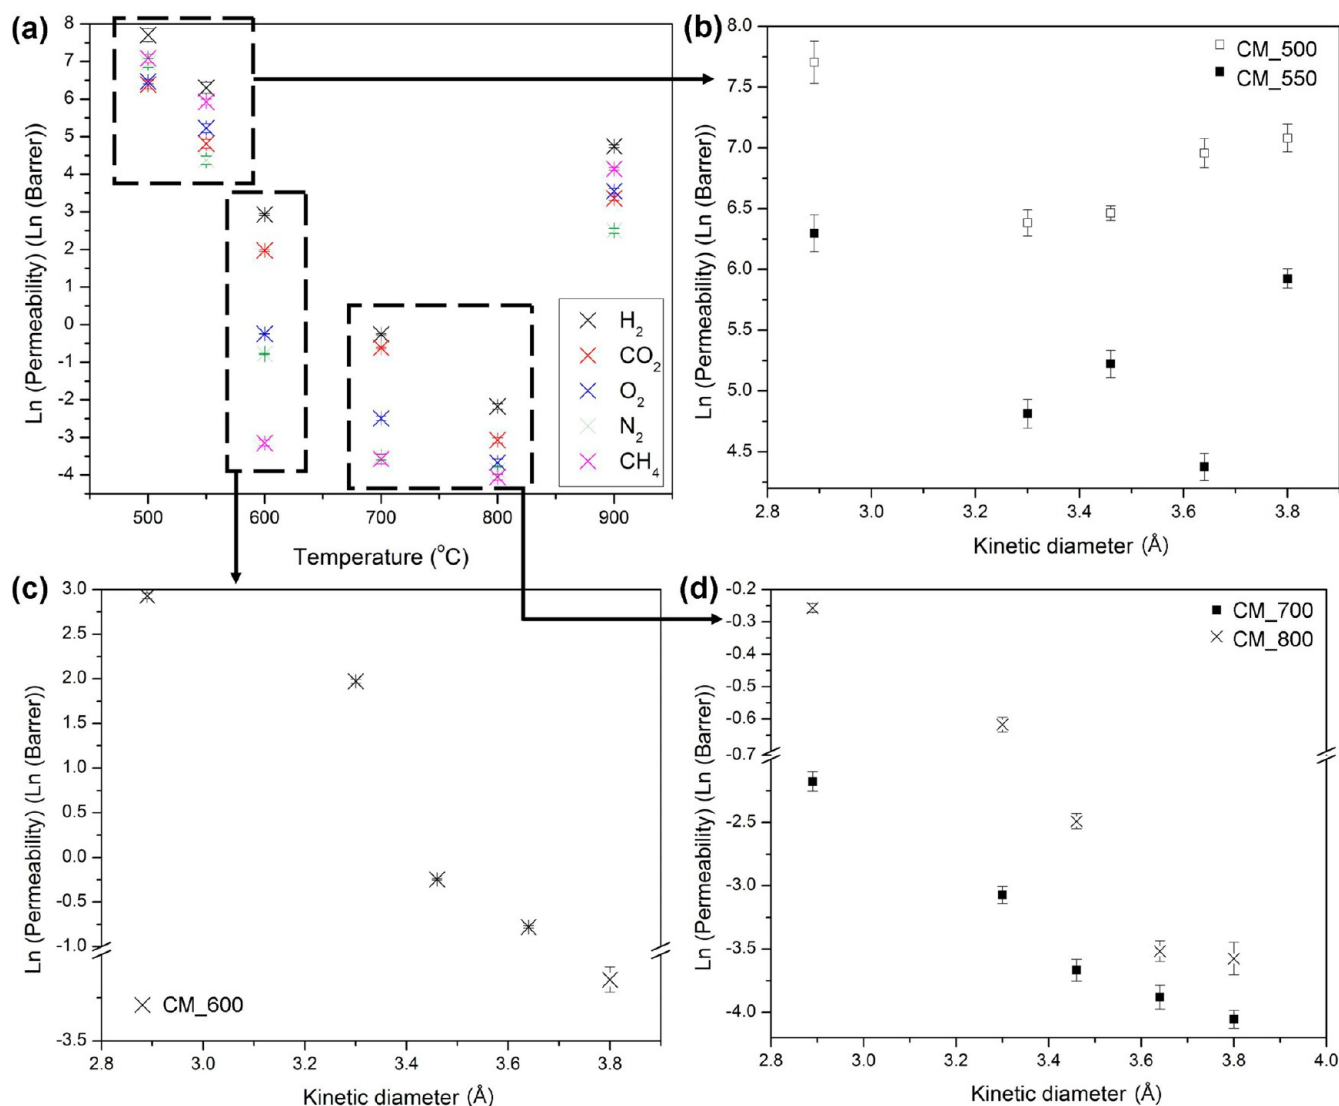 (a)
8
7
6
5
4
3
2
1
0
-1
-2
-3
-4
Ln (Permeability) (Ln (Barrer))
500 600 700 800 900
Temperature (°C)
H2
CO2
O2
N2
CH4
(b)
8.0
7.5
7.0
6.5
6.0
5.5
5.0
4.5
Ln (Permeability) (Ln (Barrer))
2.8 3.0 3.2 3.4 3.6 3.8
Kinetic diameter (Å)
CM_500
CM_550
(c)
3.0
2.5
2.0
1.5
1.0
0.5
0.0
-0.5
-1.0
-3.5
Ln (Permeability) (Ln (Barrer))
CM_600
2.8 3.0 3.2 3.4 3.6 3.8
Kinetic diameter (Å)
(d)
-0.2
-0.3
-0.4
-0.5
-0.6
-0.7
-2.5
-3.0
-3.5
-4.0
Ln (Permeability) (Ln (Barrer))
CM_700
CM_800
2.8 3.0 3.2 3.4 3.6 3.8 4.0
Kinetic diameter (Å)